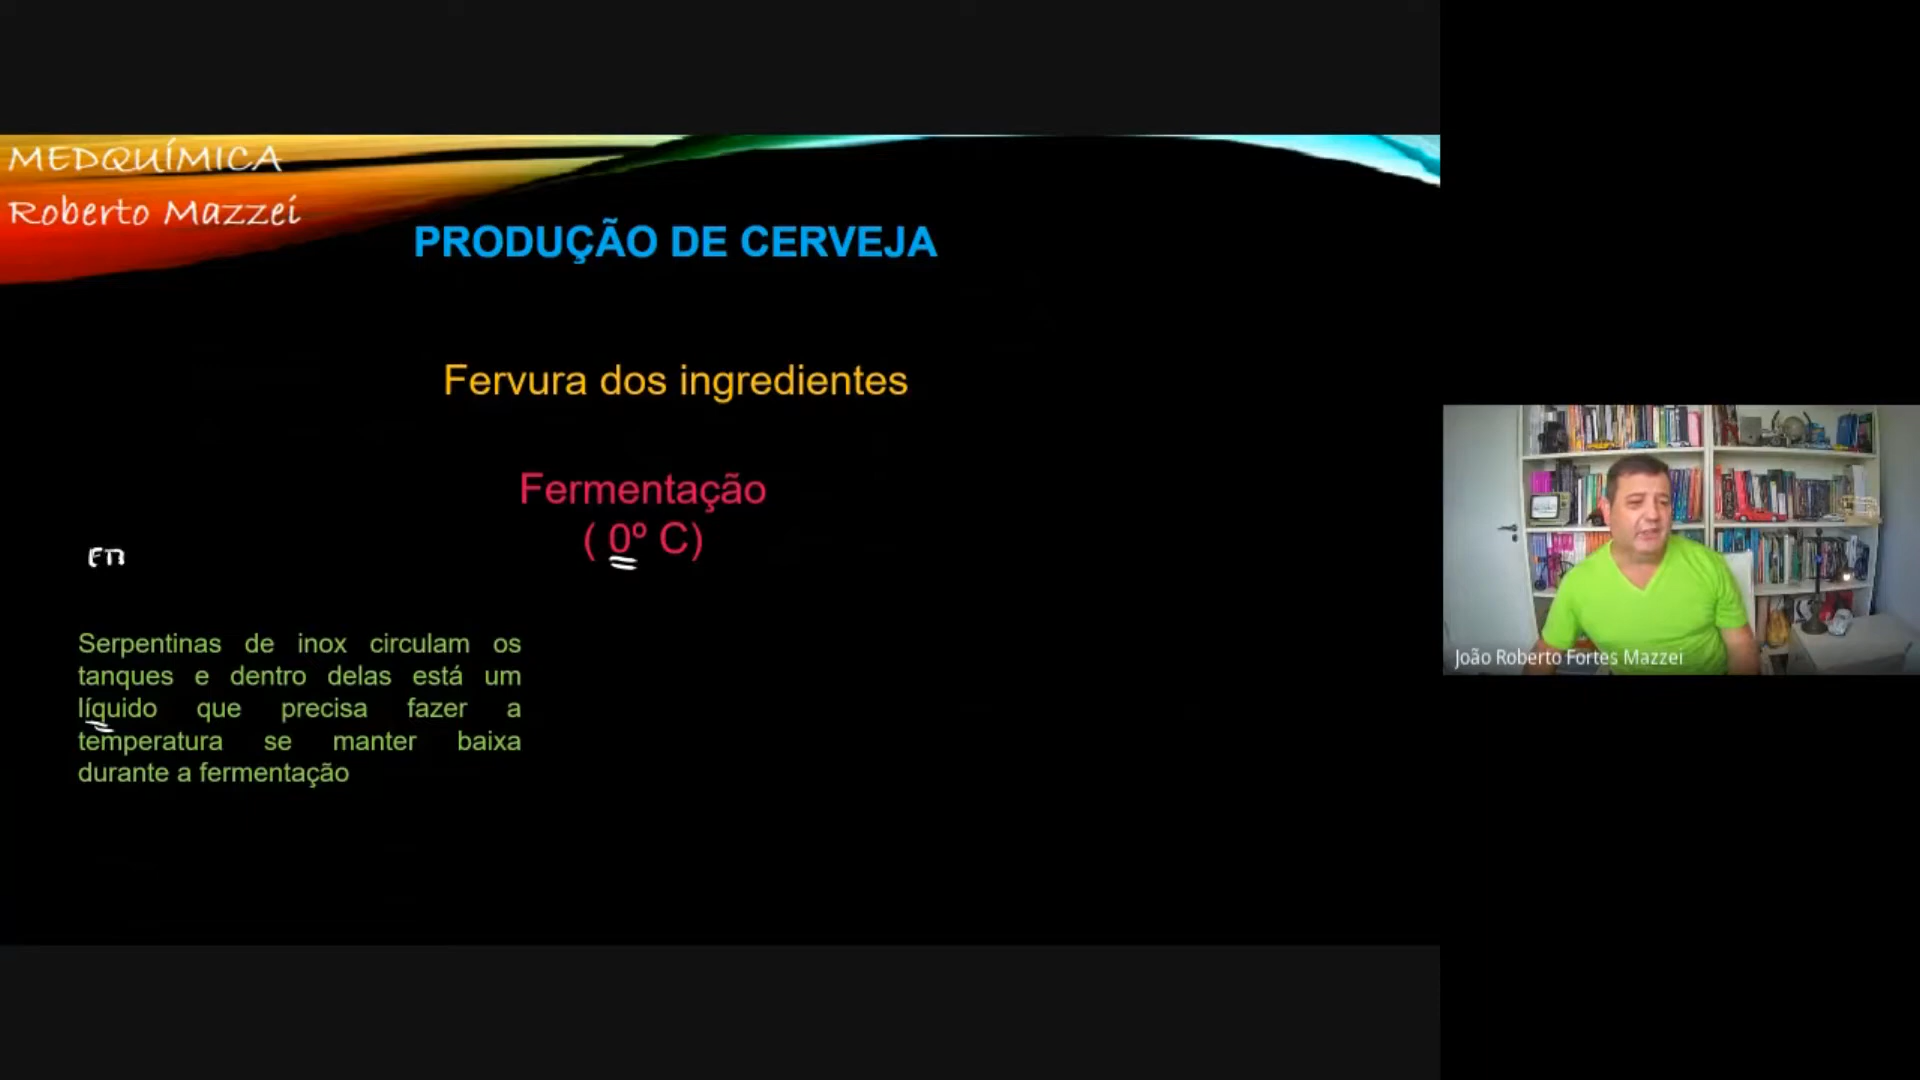 MEDQUÍMICA
Roberto Mazzei
PRODUÇÃO DE CERVEJA
Fervura dos ingredientes
Fermentação
( 0º C)
Serpentinas de inox circulam os
tanques e dentro delas está um
líquido que precisa fazer a
temperatura se manter baixa
durante a fermentação
João Roberto Fortes Mazzei